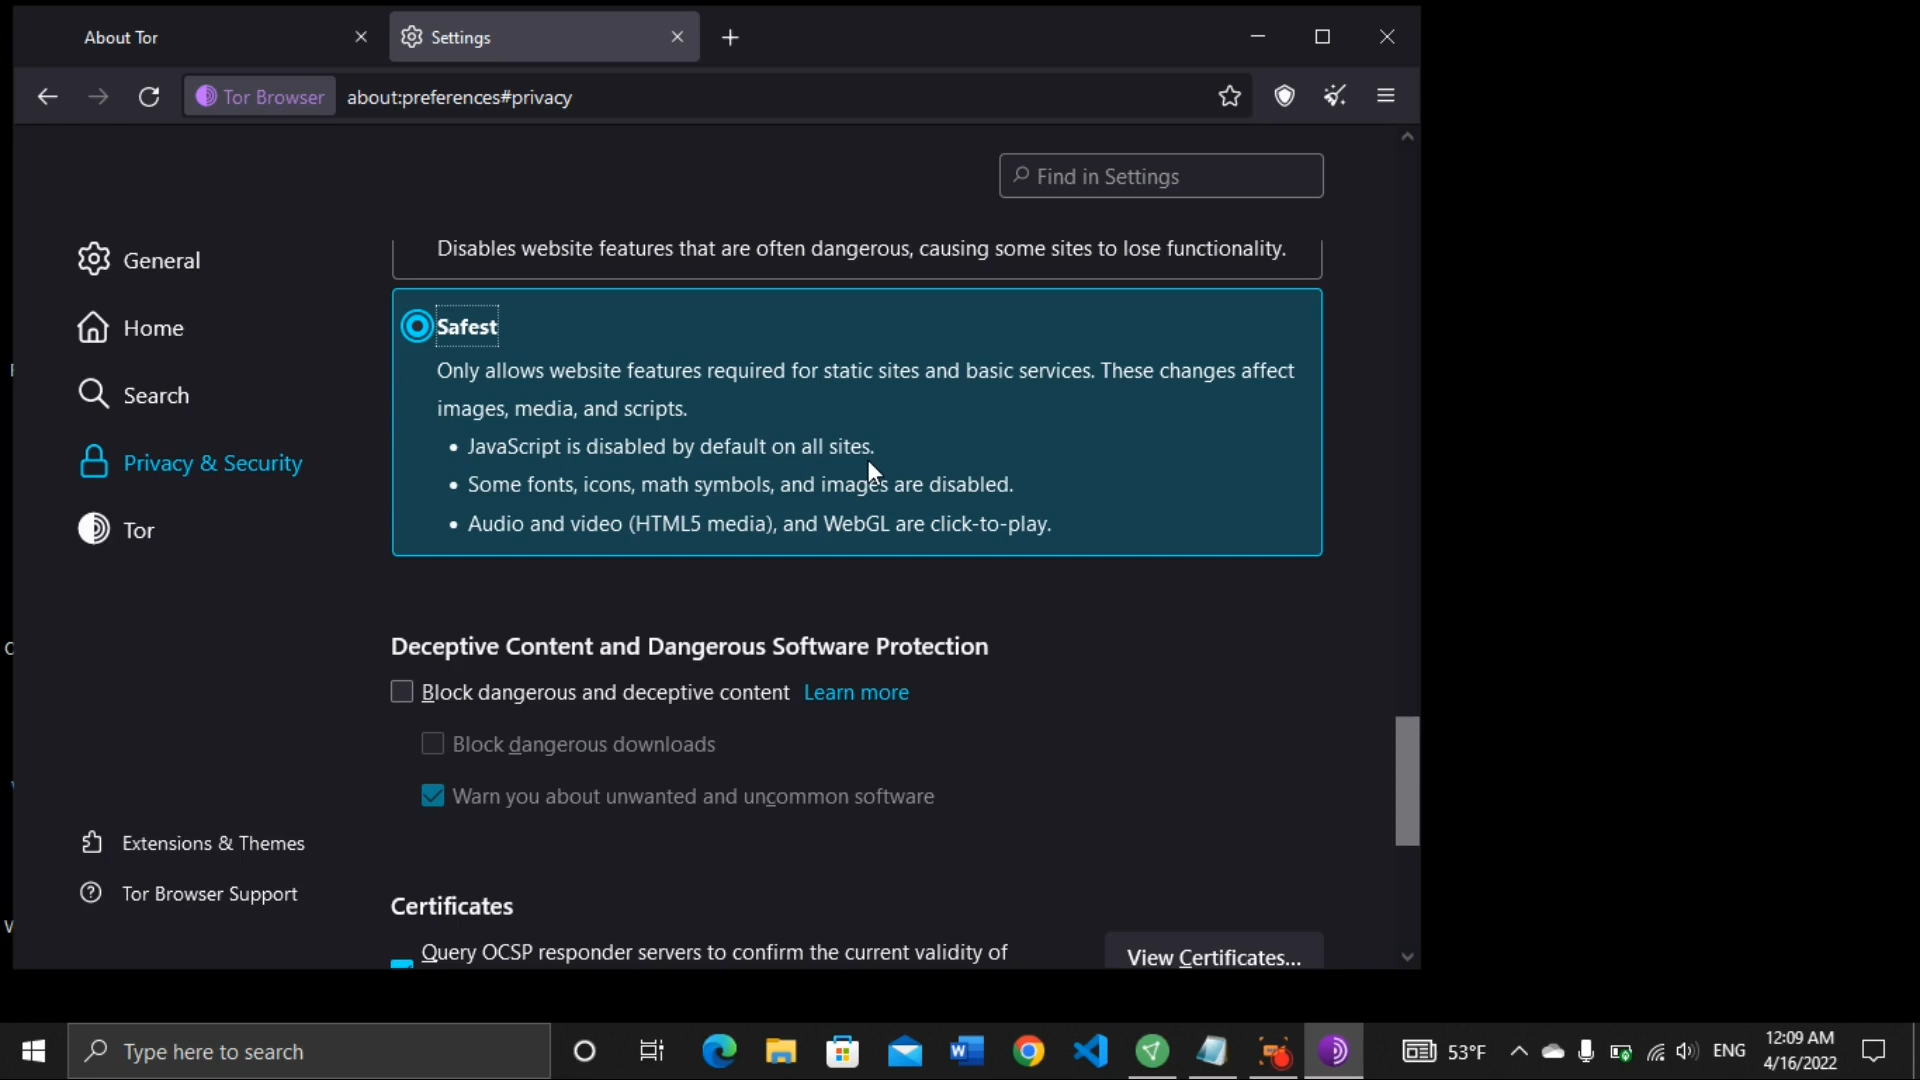 About Tor
Settings
Tor Browser
about:preferences#privacy
Find in Settings
General
Home
Search
Privacy & Security
Tor
Extensions & Themes
Tor Browser Support
Disables website features that are often dangerous, causing some sites to lose functionality.
Safest
Only allows website features required for static sites and basic services. These changes affect
images, media, and scripts.
• JavaScript is disabled by default on all sites.
• Some fonts, icons, math symbols, and images are disabled.
• Audio and video (HTML5 media), and WebGL are click-to-play.
Deceptive Content and Dangerous Software Protection
Block dangerous and deceptive content Learn more
Block dangerous downloads
Warn you about unwanted and uncommon software
Certificates
Query OCSP responder servers to confirm the current validity of
View Certificates...
Type here to search
53°F
ENG
12:09 AM
4/16/2022